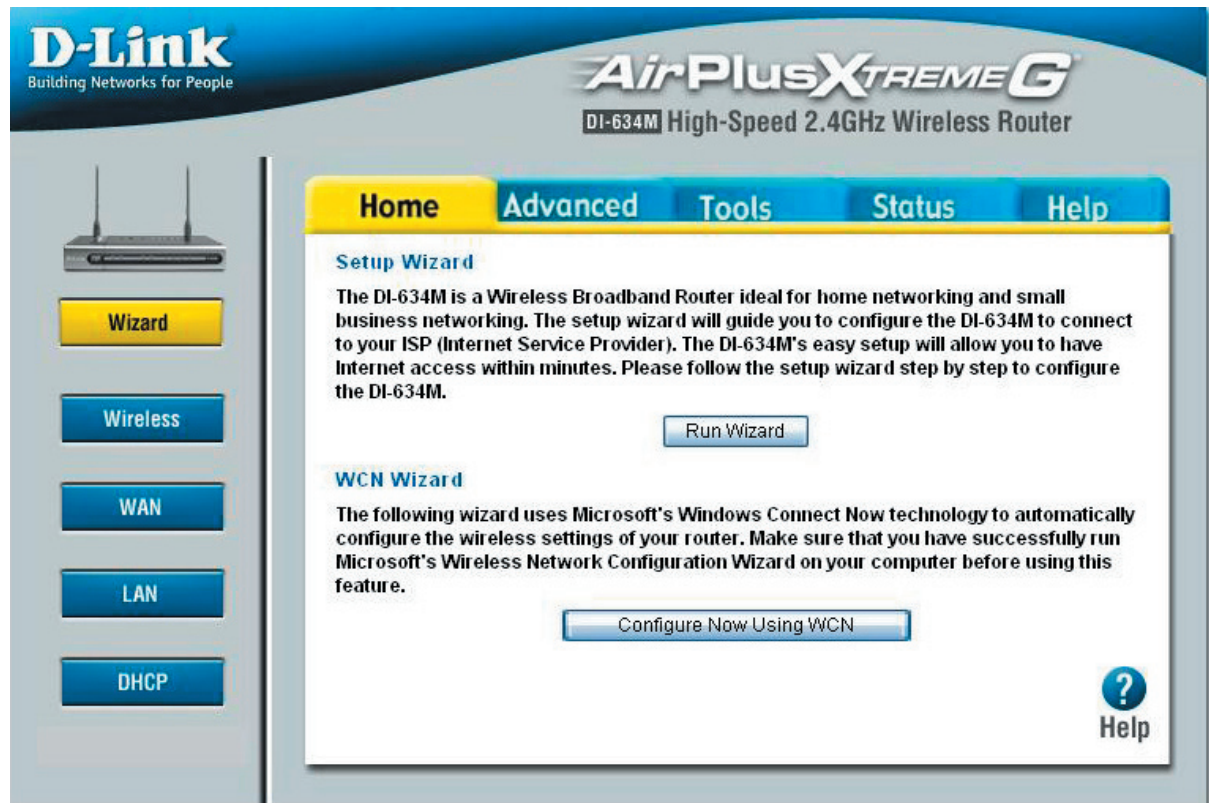 D-Link
Building Networks for People
AirPlusXTREMEG
DI-634M High-Speed 2.4GHz Wireless Router
Home Advanced Tools Status Help
Wizard
Wireless
WAN
LAN
DHCP
Setup Wizard
The DI-634M is a Wireless Broadband Router ideal for home networking and small
business networking. The setup wizard will guide you to configure the DI-634M to connect
to your ISP (Internet Service Provider). The DI-634M's easy setup will allow you to have
Internet access within minutes. Please follow the setup wizard step by step to configure
the DI-634M.
Run Wizard
WCN Wizard
The following wizard uses Microsoft's Windows Connect Now technology to automatically
configure the wireless settings of your router. Make sure that you have successfully run
Microsoft's Wireless Network Configuration Wizard on your computer before using this
feature.
Configure Now Using WCN
?
Help